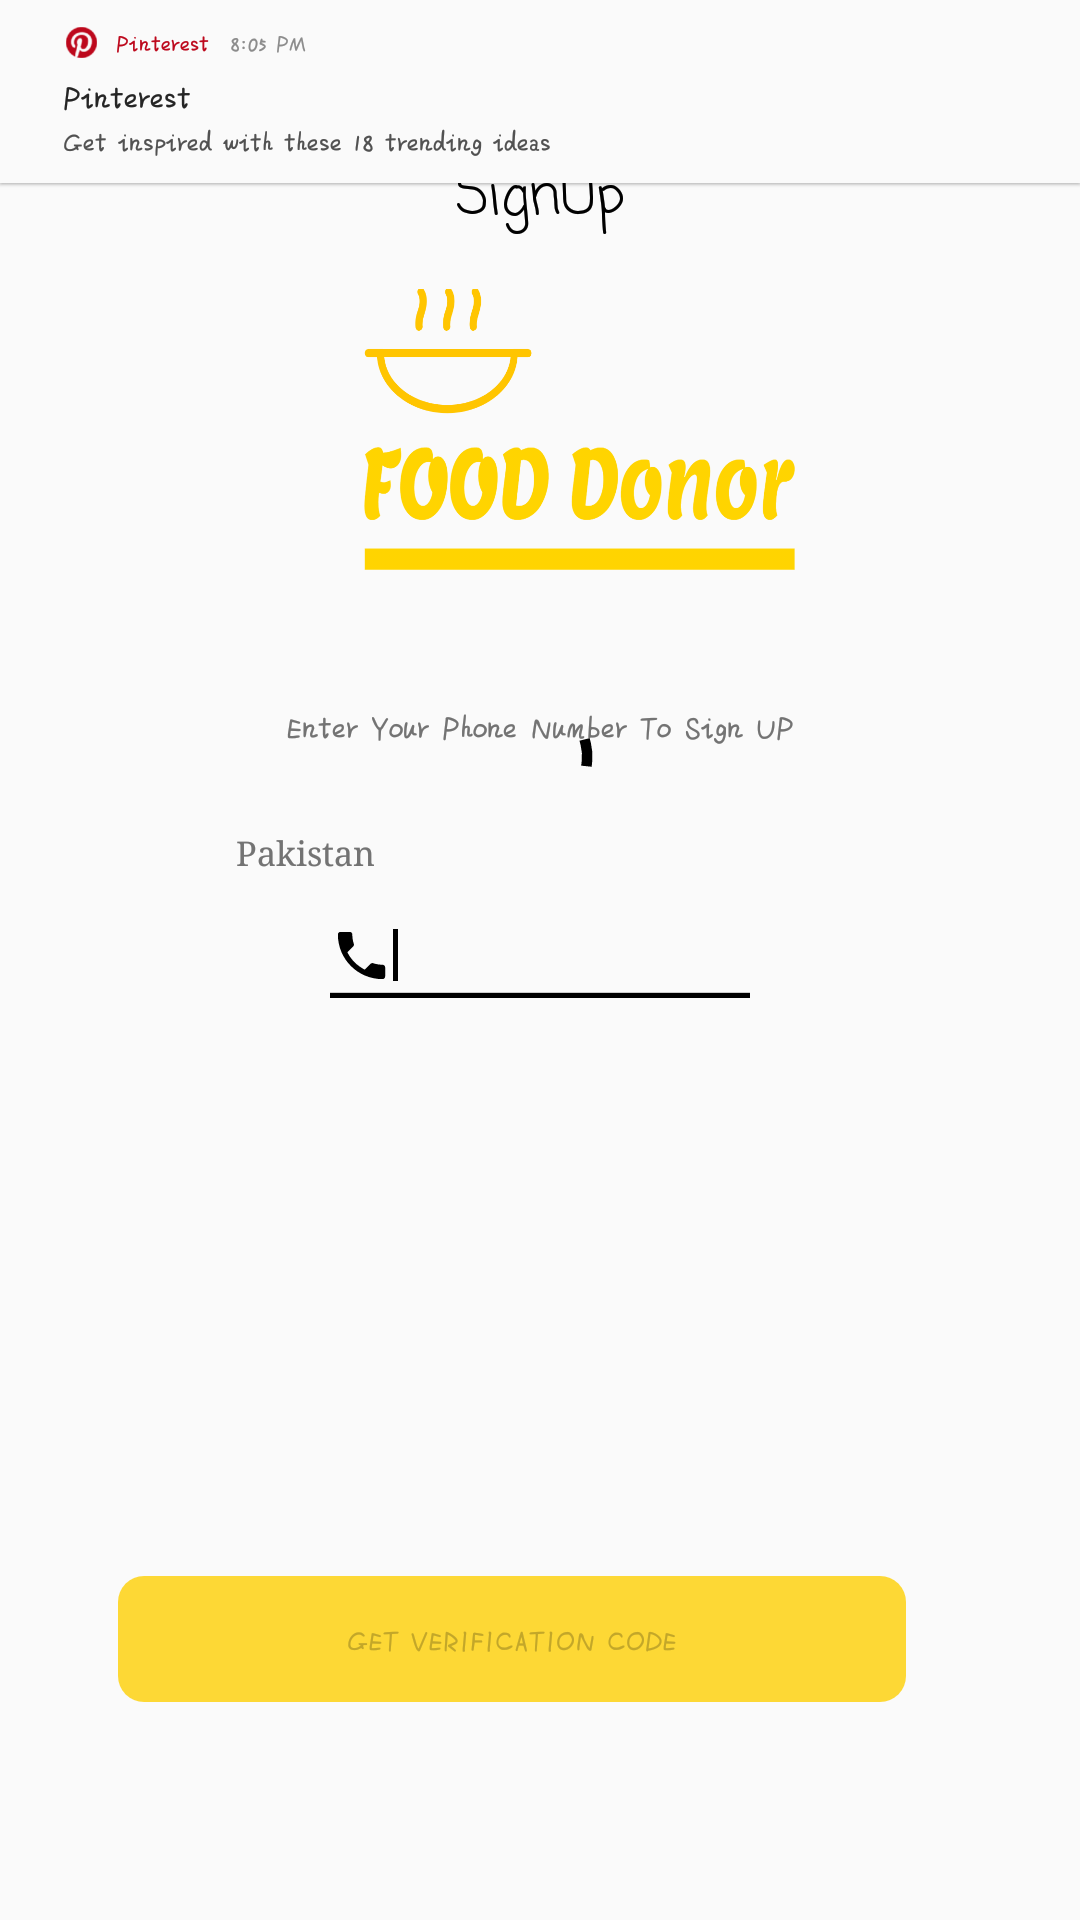 Pinterest 8:05 PM
Pinterest
Get inspired with these 18 trending ideas
SignUp
FOOD Donor
Enter Your Phone Number To Sign UP
Pakistan
GET VERIFICATION CODE